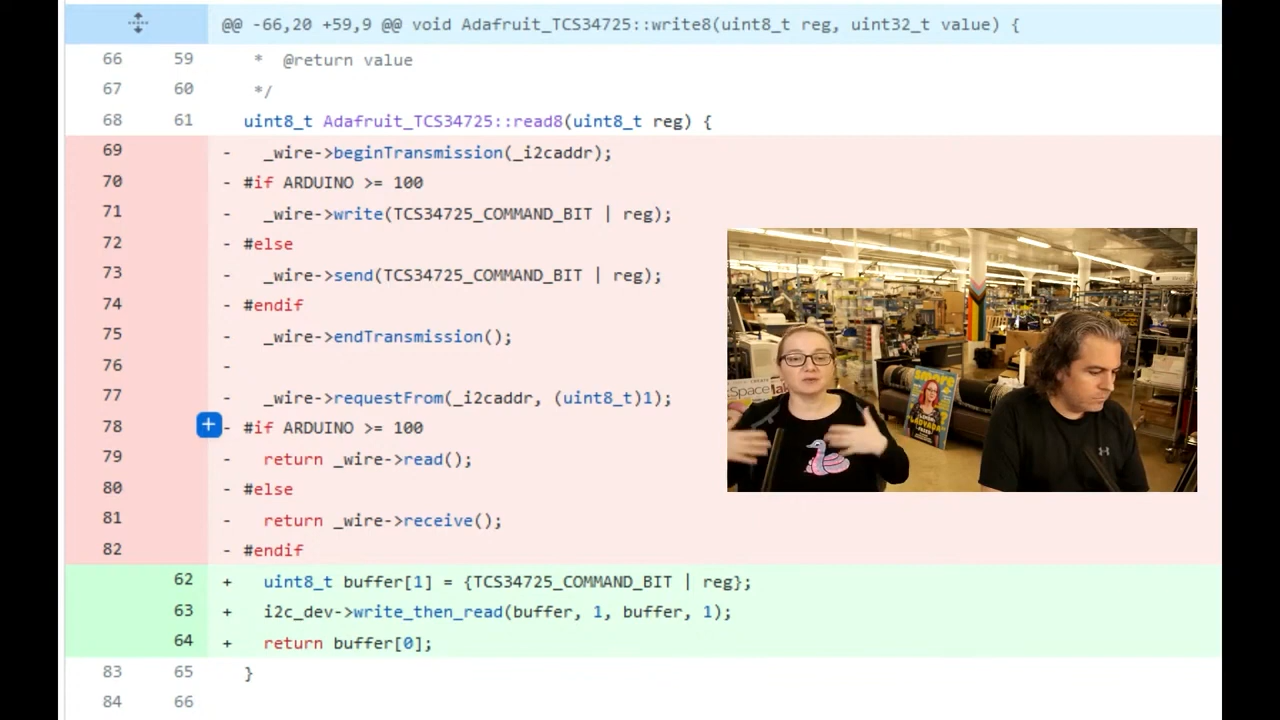 @@ -66,20 +59,9 @@ void Adafruit_TCS34725::write8(uint8_t reg, uint32_t value) {
66 59 * @return value
67 60 */
68 61 uint8_t Adafruit_TCS34725::read8(uint8_t reg) {
69 - _wire->beginTransmission(_i2caddr);
70 - #if ARDUINO >= 100
71 - _wire->write(TCS34725_COMMAND_BIT | reg);
72 - #else
73 - _wire->send(TCS34725_COMMAND_BIT | reg);
74 - #endif
75 - _wire->endTransmission();
76 -
77 - _wire->requestFrom(_i2caddr, (uint8_t)1);
78 - #if ARDUINO >= 100
79 - return _wire->read();
80 - #else
81 - return _wire->receive();
82 - #endif
62 + uint8_t buffer[1] = {TCS34725_COMMAND_BIT | reg};
63 + i2c_dev->write_then_read(buffer, 1, buffer, 1);
64 + return buffer[0];
83 65 }
84 66